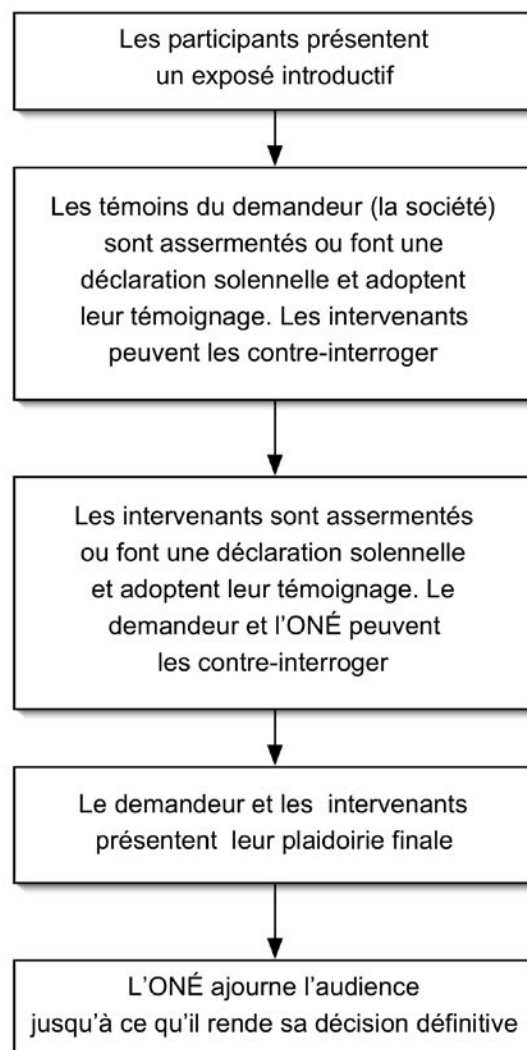 Les participants présentent
un exposé introductif
Les témoins du demandeur (la société)
sont assermentés ou font une
déclaration solennelle et adoptent
leur témoignage. Les intervenants
peuvent les contre-interroger
Les intervenants sont assermentés
ou font une déclaration solennelle
et adoptent leur témoignage. Le
demandeur et l’ONÉ peuvent
les contre-interroger
Le demandeur et les intervenants
présentent leur plaidoirie finale
L’ONÉ ajourne l’audience
jusqu’à ce qu’il rende sa décision définitive